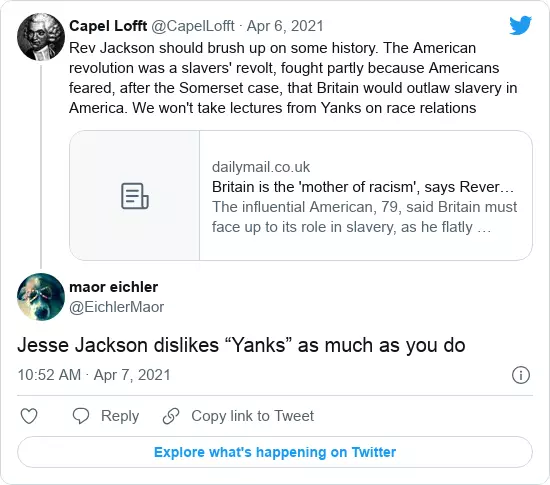 Capel Lofft @CapelLofft · Apr 6, 2021
Rev Jackson should brush up on some history. The American
revolution was a slavers' revolt, fought partly because Americans
feared, after the Somerset case, that Britain would outlaw slavery in
America. We won't take lectures from Yanks on race relations
dailymail.co.uk
Britain is the 'mother of racism', says Rever…
The influential American, 79, said Britain must
face up to its role in slavery, as he flatly …
maor eichler
@EichlerMaor
Jesse Jackson dislikes “Yanks” as much as you do
10:52 AM · Apr 7, 2021
Reply
Copy link to Tweet
Explore what's happening on Twitter